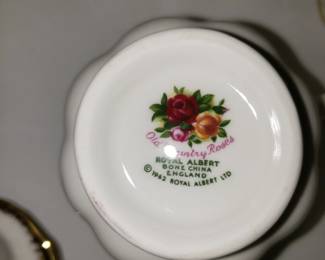 Old Country Roses
ROYAL ALBERT
BONE CHINA
ENGLAND
© 1962 ROYAL ALBERT LTD